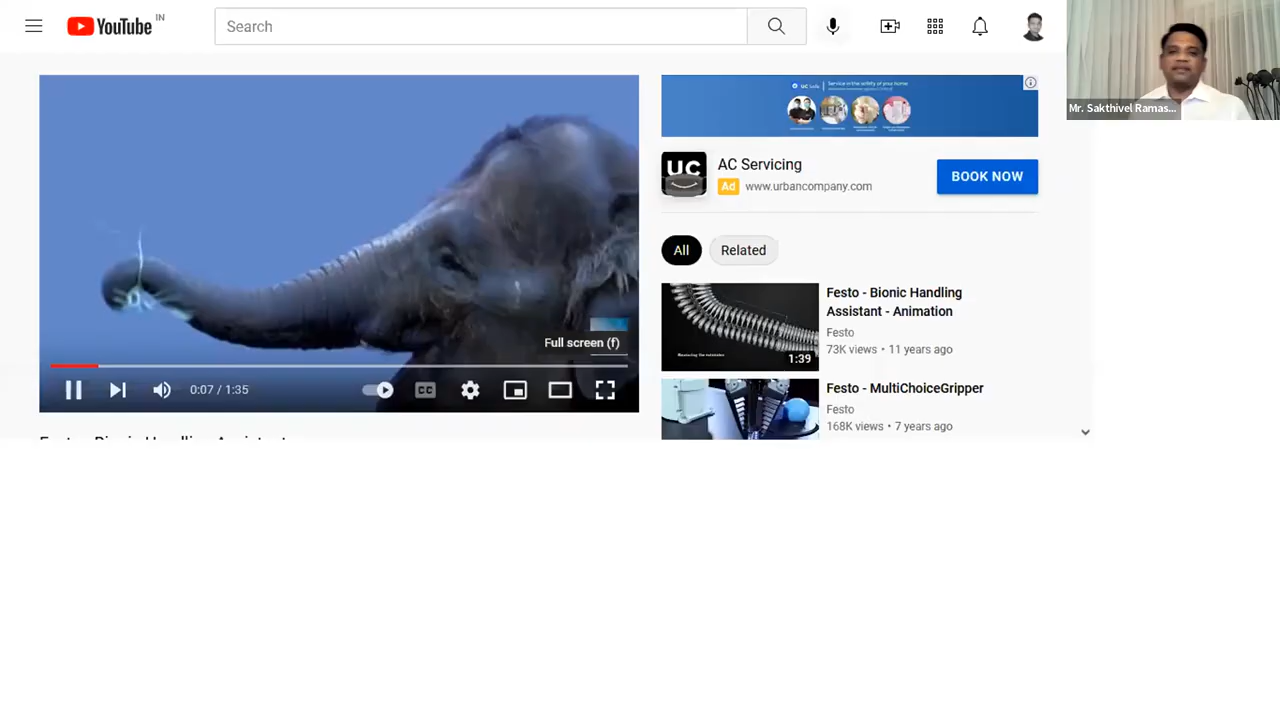 YouTube IN
Search
Mr. Sakthivel Ramas...
UC
AC Servicing
Ad www.urbancompany.com
BOOK NOW
All
Related
Festo - Bionic Handling
Assistant - Animation
Festo
73K views • 11 years ago
1:39
Festo - MultiChoiceGripper
Festo
168K views • 7 years ago
Full screen (f)
0:07 / 1:35
CC